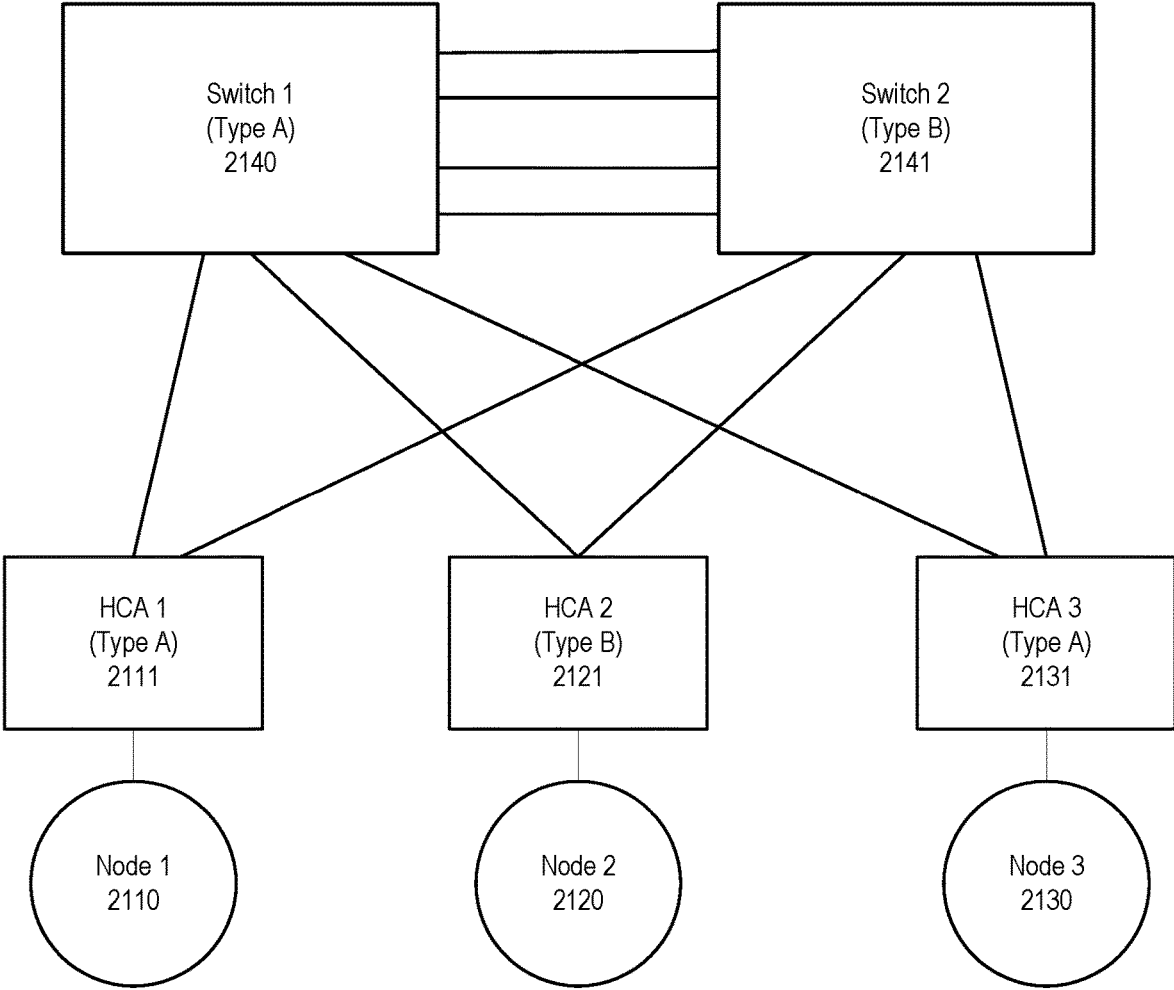 Switch 1
(Type A)
2140
Switch 2
(Type B)
2141
HCA 1
(Type A)
2111
HCA 2
(Type B)
2121
HCA 3
(Type A)
2131
Node 1
2110
Node 2
2120
Node 3
2130